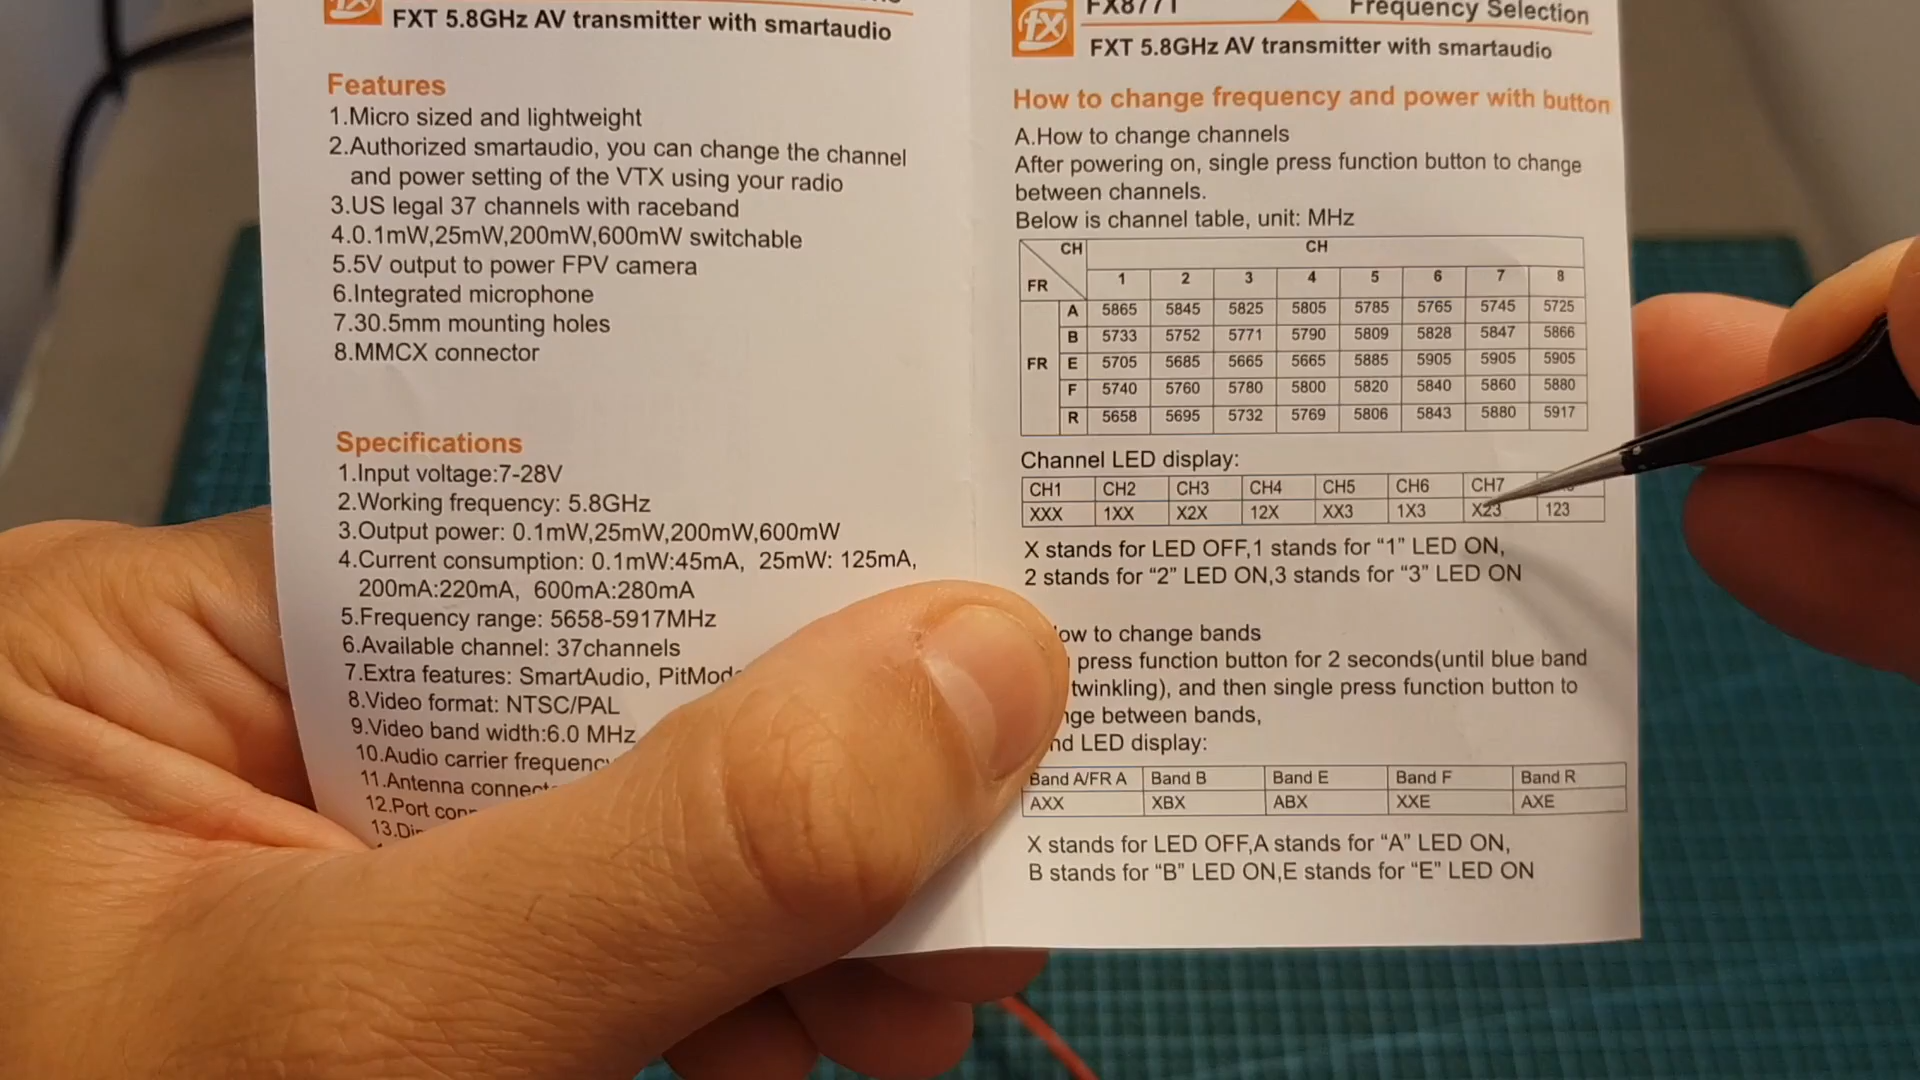 FXT 5.8GHz AV transmitter with smartaudio
Features
1.Micro sized and lightweight
2.Authorized smartaudio, you can change the channel
and power setting of the VTX using your radio
3.US legal 37 channels with raceband
4.0.1mW,25mW,200mW,600mW switchable
5.5V output to power FPV camera
6.Integrated microphone
7.30.5mm mounting holes
8.MMCX connector
Specifications
1.Input voltage:7-28V
2.Working frequency: 5.8GHz
3.Output power: 0.1mW,25mW,200mW,600mW
4.Current consumption: 0.1mW:45mA, 25mW: 125mA,
200mA:220mA, 600mA:280mA
5.Frequency range: 5658-5917MHz
6.Available channel: 37channels
7.Extra features: SmartAudio,
8.Video format: NTSC/PAL
9.Video band width:6.0 MHz
10.Audio carrier
11.Antenna
12.Port
13.
fx FX877T Frequency Selection
FXT 5.8GHz AV transmitter with smartaudio
How to change frequency and power with button
A.How to change channels
After powering on, single press function button to change
between channels.
Below is channel table, unit: MHz
CH CH
FR 1 2 3 4 5 6 7 8
A 5865 5845 5825 5805 5785 5765 5745 5725
B 5733 5752 5771 5790 5809 5828 5847 5866
FR E 5705 5685 5665 5665 5885 5905 5905 5905
F 5740 5760 5780 5800 5820 5840 5860 5880
R 5658 5695 5732 5769 5806 5843 5880 5917
Channel LED display:
CH1 CH2 CH3 CH4 CH5 CH6 CH7
XXX 1XX X2X 12X XX3 1X3 X23 123
X stands for LED OFF,1 stands for “1” LED ON,
2 stands for “2” LED ON,3 stands for “3” LED ON
to change bands
press function button for 2 seconds(until blue band
twinkling), and then single press function button to
between bands,
LED display:
Band A/FR A Band B Band E Band F Band R
AXX XBX ABX XXE AXE
X stands for LED OFF,A stands for “A” LED ON,
B stands for “B” LED ON,E stands for “E” LED ON